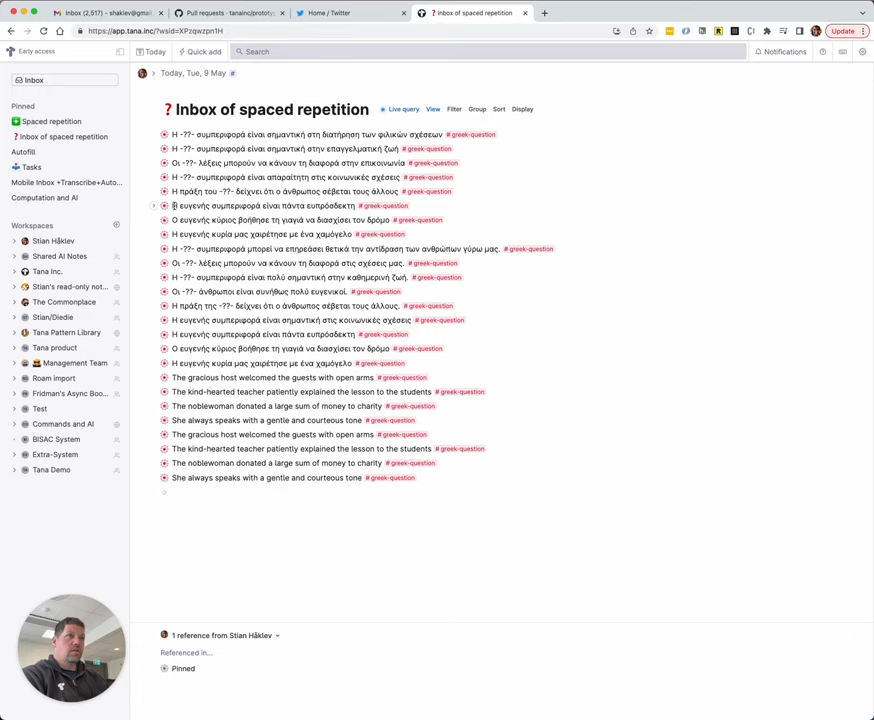 Inbox (2,517) - shaklev@gmail.
Pull requests · tanainc/prototyp
Home / Twitter
❓ Inbox of spaced repetition
https://app.tana.inc/?wsid=XPzqwzpn1H
Update
Early access
Today
Quick add
Search
Notifications
Inbox
Today, Tue, 9 May #
Pinned
Spaced repetition
❓ Inbox of spaced repetition
Autofill
Tasks
Mobile Inbox +Transcribe+Auto...
Computation and AI
Workspaces
Stian Håklev
Shared AI Notes
Tana Inc.
Stian's read-only not...
The Commonplace
Stian/Diedie
Tana Pattern Library
Tana product
Management Team
Roam import
Fridman's Async Boo...
Test
Commands and AI
BISAC System
Extra-System
Tana Demo
❓ Inbox of spaced repetition
Live query View Filter Group Sort Display
Η -??- συμπεριφορά είναι σημαντική στη διατήρηση των φιλικών σχέσεων # greek-question
Η -??- συμπεριφορά είναι σημαντική στην επαγγελματική ζωή # greek-question
Οι -??- λέξεις μπορούν να κάνουν τη διαφορά στην επικοινωνία # greek-question
Η -??- συμπεριφορά είναι απαραίτητη στις κοινωνικές σχέσεις # greek-question
Η πράξη του -??- δείχνει ότι ο άνθρωπος σέβεται τους άλλους # greek-question
Η ευγενής συμπεριφορά είναι πάντα ευπρόσδεκτη # greek-question
Ο ευγενής κύριος βοήθησε τη γιαγιά να διασχίσει τον δρόμο # greek-question
Η ευγενής κυρία μας χαιρέτησε με ένα χαμόγελο # greek-question
Η -??- συμπεριφορά μπορεί να επηρεάσει θετικά την αντίδραση των ανθρώπων γύρω μας. # greek-question
Οι -??- λέξεις μπορούν να κάνουν τη διαφορά στις σχέσεις μας. # greek-question
Η -??- συμπεριφορά είναι πολύ σημαντική στην καθημερινή ζωή. # greek-question
Οι -??- άνθρωποι είναι συνήθως πολύ ευγενικοί. # greek-question
Η πράξη της -??- δείχνει ότι ο άνθρωπος σέβεται τους άλλους. # greek-question
Η ευγενής συμπεριφορά είναι σημαντική στις κοινωνικές σχέσεις # greek-question
Η ευγενής συμπεριφορά είναι πάντα ευπρόσδεκτη # greek-question
Ο ευγενής κύριος βοήθησε τη γιαγιά να διασχίσει τον δρόμο # greek-question
Η ευγενής κυρία μας χαιρέτησε με ένα χαμόγελο # greek-question
The gracious host welcomed the guests with open arms # greek-question
The kind-hearted teacher patiently explained the lesson to the students # greek-question
The noblewoman donated a large sum of money to charity # greek-question
She always speaks with a gentle and courteous tone # greek-question
The gracious host welcomed the guests with open arms # greek-question
The kind-hearted teacher patiently explained the lesson to the students # greek-question
The noblewoman donated a large sum of money to charity # greek-question
She always speaks with a gentle and courteous tone # greek-question
1 reference from Stian Håklev
Referenced in...
Pinned